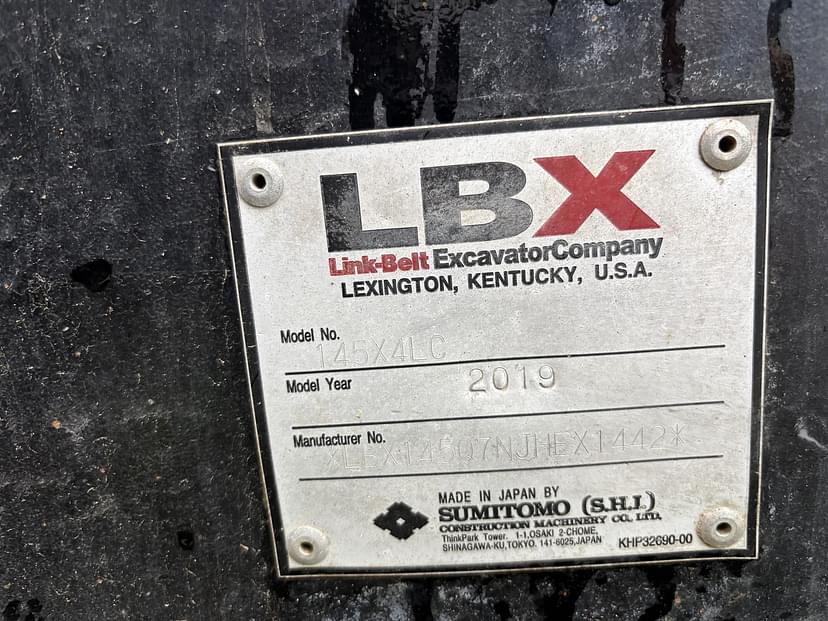 LBX
Link-Belt ExcavatorCompany
LEXINGTON, KENTUCKY, U.S.A.
Model No.
145X4LC
Model Year 2019
Manufacturer No.
*LBX145Q7NJHEX1442*
MADE IN JAPAN BY
SUMITOMO (S.H.I.)
CONSTRUCTION MACHINERY CO., LTD.
ThinkPark Tower. 1-1,OSAKI 2-CHOME,
SHINAGAWA-KU,TOKYO. 141-6025,JAPAN
KHP32690-00